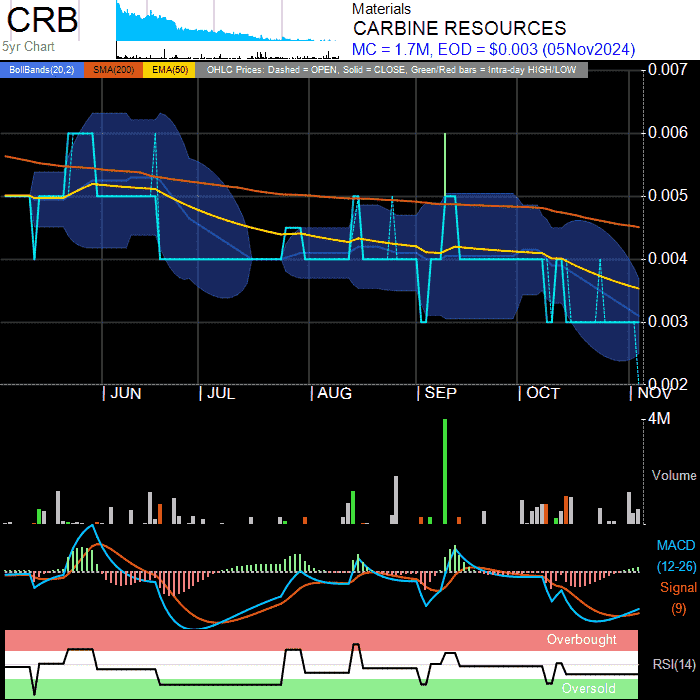 CRB
5yr Chart
Materials
CARBINE RESOURCES
MC = 1.7M, EOD = $0.003 (05Nov2024)
BollBands(20,2) SMA(200) EMA(50) OHLC Prices: Dashed = OPEN, Solid = CLOSE, Green/Red bars = Intra-day HIGH/LOW
0.007
0.006
0.005
0.004
0.003
0.002
JUN JUL AUG SEP OCT NOV
4M
Volume
MACD
(12-26)
Signal
(9)
Overbought
RSI(14)
Oversold